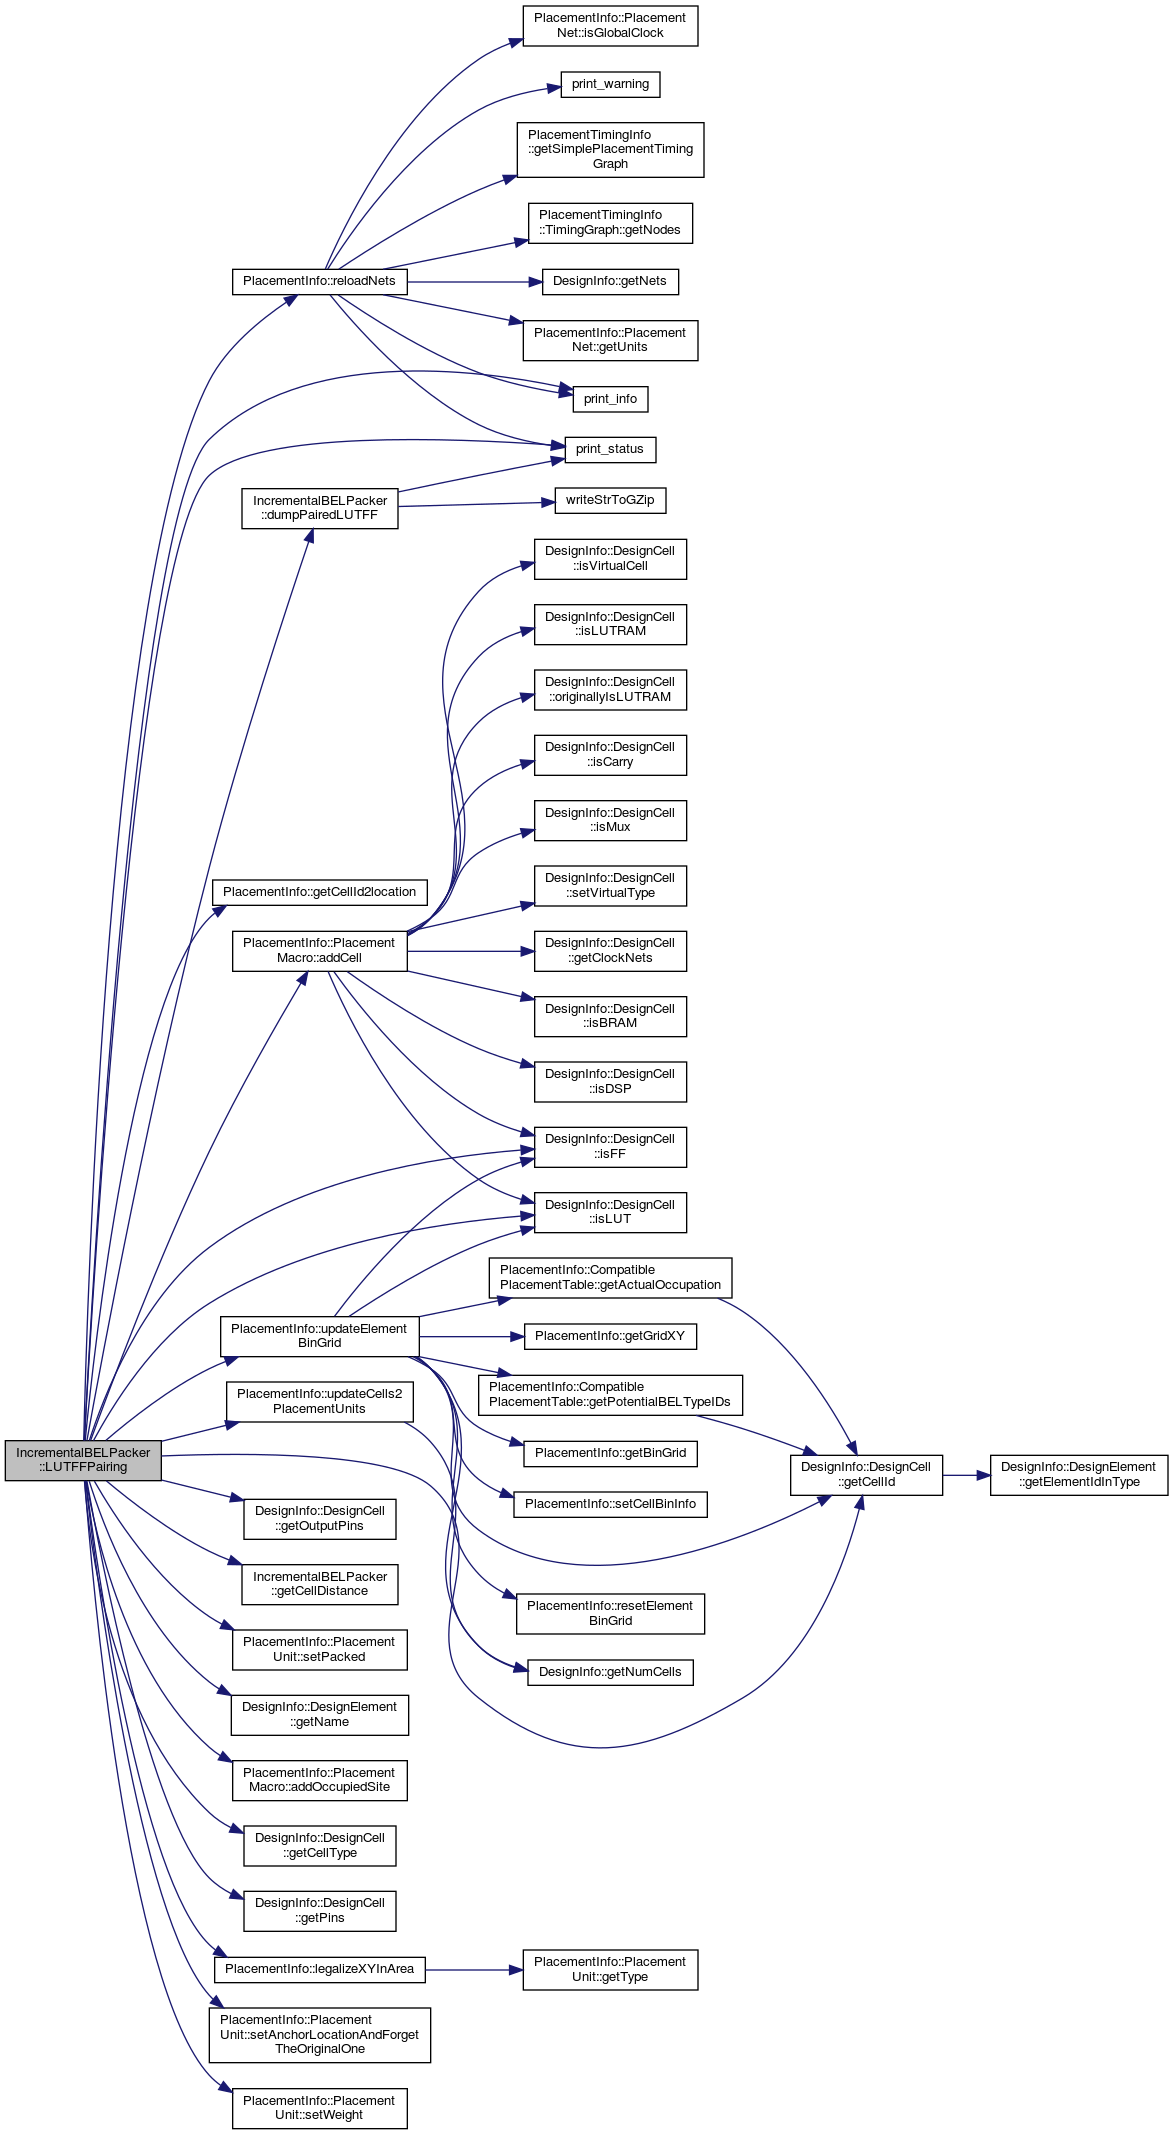 PlacementInfo::Placement
Net::isGlobalClock
print_warning
PlacementTimingInfo
::getSimplePlacementTiming
Graph
PlacementTimingInfo
::TimingGraph::getNodes
PlacementInfo::reloadNets
DesignInfo::getNets
PlacementInfo::Placement
Net::getUnits
print_info
print_status
IncrementalBELPacker
::dumpPairedLUTFF
writeStrToGZip
DesignInfo::DesignCell
::isVirtualCell
DesignInfo::DesignCell
::isLUTRAM
DesignInfo::DesignCell
::originallyIsLUTRAM
DesignInfo::DesignCell
::isCarry
DesignInfo::DesignCell
::isMux
DesignInfo::DesignCell
::setVirtualType
PlacementInfo::getCellId2location
PlacementInfo::Placement
Macro::addCell
DesignInfo::DesignCell
::getClockNets
DesignInfo::DesignCell
::isBRAM
DesignInfo::DesignCell
::isDSP
DesignInfo::DesignCell
::isFF
DesignInfo::DesignCell
::isLUT
PlacementInfo::Compatible
PlacementTable::getActualOccupation
PlacementInfo::updateElement
BinGrid
PlacementInfo::getGridXY
PlacementInfo::updateCells2
PlacementUnits
PlacementInfo::Compatible
PlacementTable::getPotentialBELTypeIDs
PlacementInfo::getBinGrid
IncrementalBELPacker
::LUTFFPairing
DesignInfo::DesignCell
::getCellId
DesignInfo::DesignElement
::getElementIdInType
PlacementInfo::setCellBinInfo
DesignInfo::DesignCell
::getOutputPins
IncrementalBELPacker
::getCellDistance
PlacementInfo::resetElement
BinGrid
PlacementInfo::Placement
Unit::setPacked
DesignInfo::getNumCells
DesignInfo::DesignElement
::getName
PlacementInfo::Placement
Macro::addOccupiedSite
DesignInfo::DesignCell
::getCellType
DesignInfo::DesignCell
::getPins
PlacementInfo::legalizeXYInArea
PlacementInfo::Placement
Unit::getType
PlacementInfo::Placement
Unit::setAnchorLocationAndForget
TheOriginalOne
PlacementInfo::Placement
Unit::setWeight